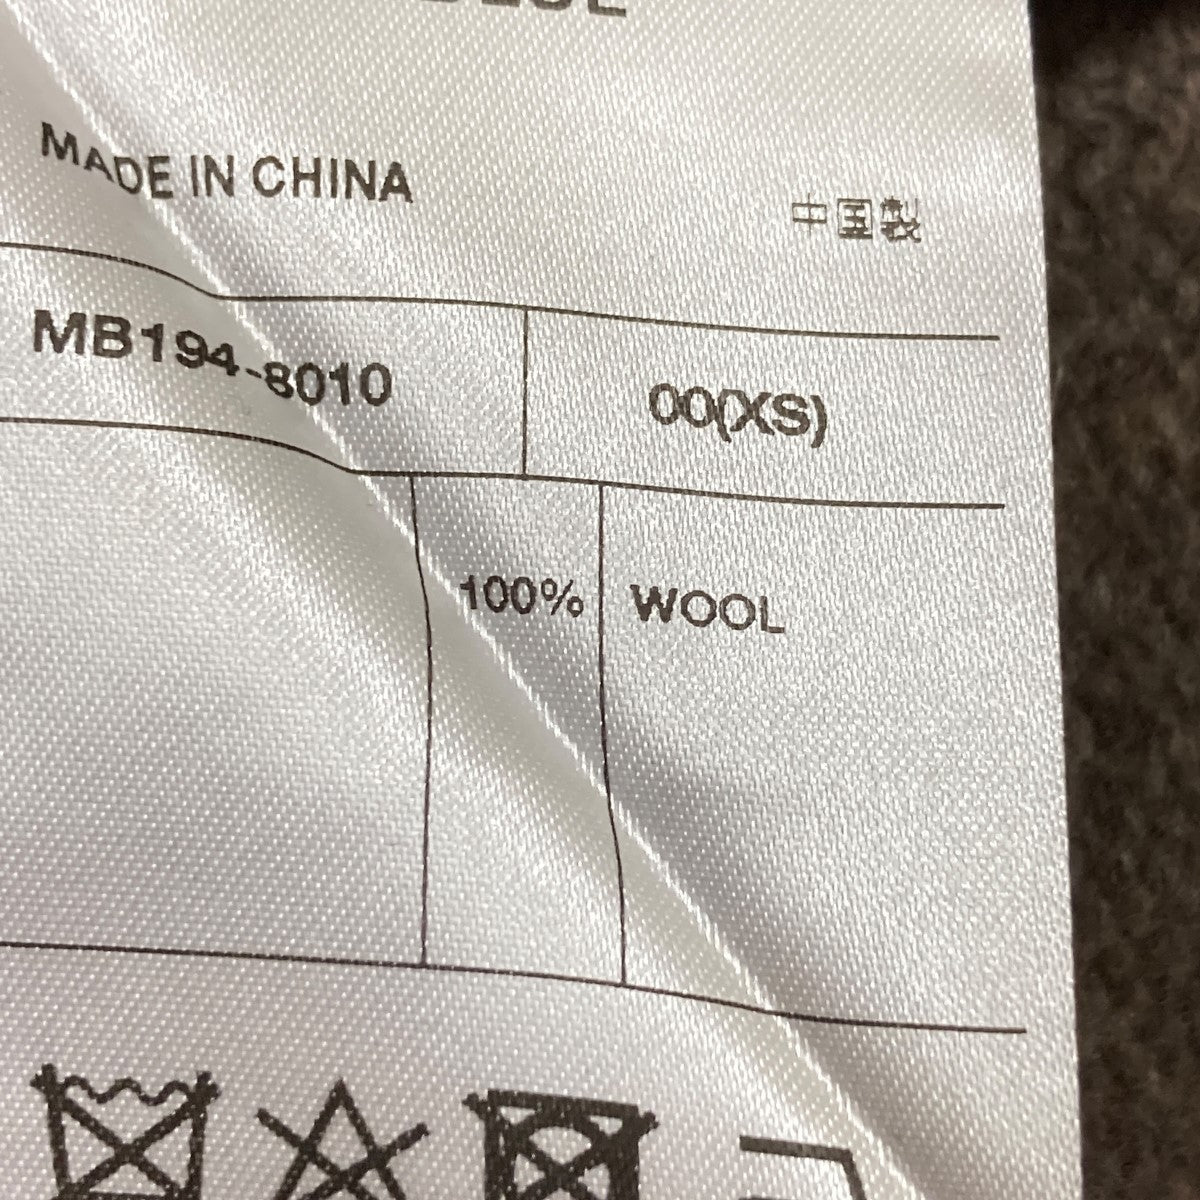 MADE IN CHINA 中国製
MB194-8010 00(XS)
100% WOOL